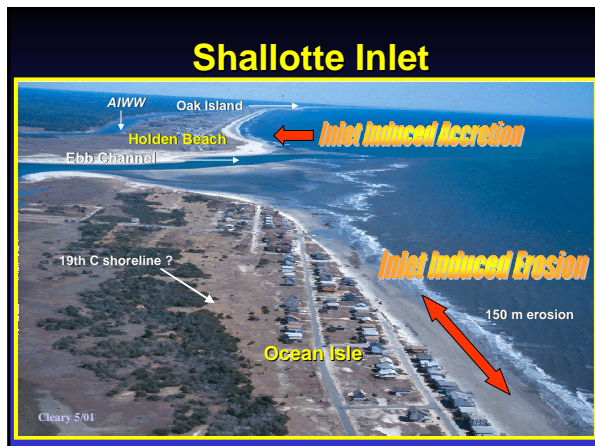 Shallotte Inlet
AIWW
Oak Island
Inlet Induced Accretion
Holden Beach
Ebb Channel
19th C shoreline ?
Inlet Induced Erosion
150 m erosion
Ocean Isle
Cleary 5/01